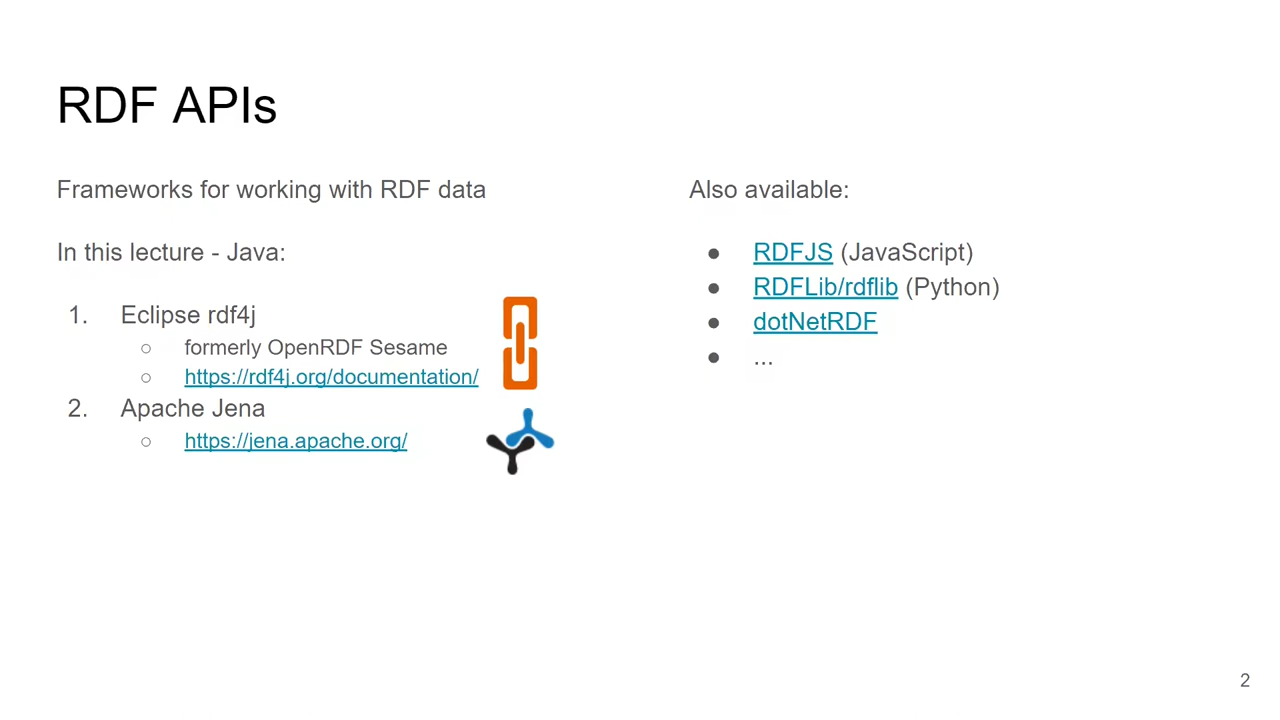 RDF APIs
Frameworks for working with RDF data
In this lecture - Java:
1. Eclipse rdf4j
○ formerly OpenRDF Sesame
○ https://rdf4j.org/documentation/
2. Apache Jena
○ https://jena.apache.org/
Also available:
● RDFJS (JavaScript)
● RDFLib/rdflib (Python)
● dotNetRDF
● ...
2